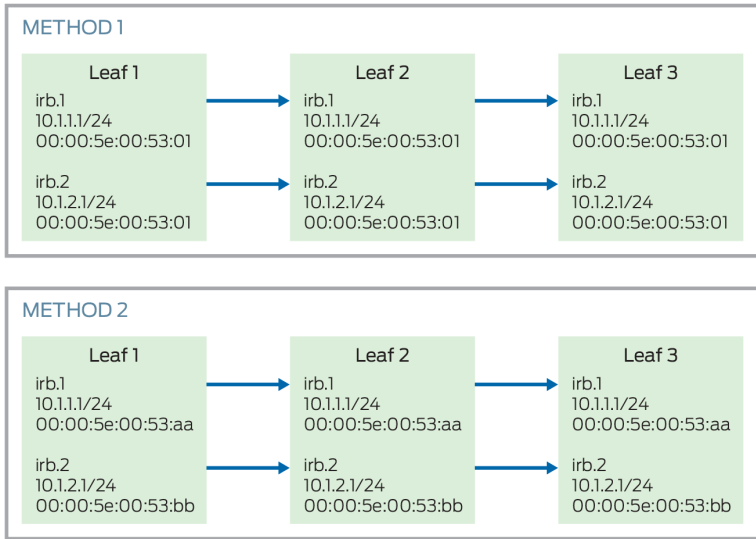 METHOD 1
Leaf 1
irb.1
10.1.1.1/24
00:00:5e:00:53:01
irb.2
10.1.2.1/24
00:00:5e:00:53:01
Leaf 2
irb.1
10.1.1.1/24
00:00:5e:00:53:01
irb.2
10.1.2.1/24
00:00:5e:00:53:01
Leaf 3
irb.1
10.1.1.1/24
00:00:5e:00:53:01
irb.2
10.1.2.1/24
00:00:5e:00:53:01
METHOD 2
Leaf 1
irb.1
10.1.1.1/24
00:00:5e:00:53:aa
irb.2
10.1.2.1/24
00:00:5e:00:53:bb
Leaf 2
irb.1
10.1.1.1/24
00:00:5e:00:53:aa
irb.2
10.1.2.1/24
00:00:5e:00:53:bb
Leaf 3
irb.1
10.1.1.1/24
00:00:5e:00:53:aa
irb.2
10.1.2.1/24
00:00:5e:00:53:bb